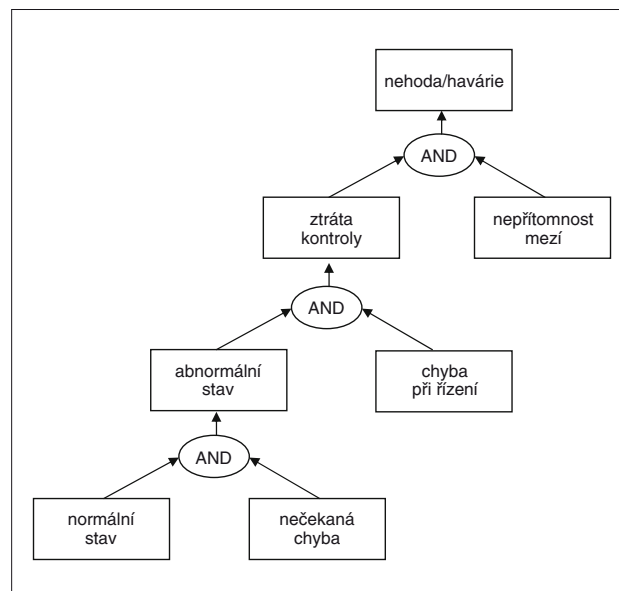 nehoda/havárie
AND
ztráta
kontroly
nepřítomnost
mezí
AND
abnormální
stav
chyba
při řízení
AND
normální
stav
nečekaná
chyba